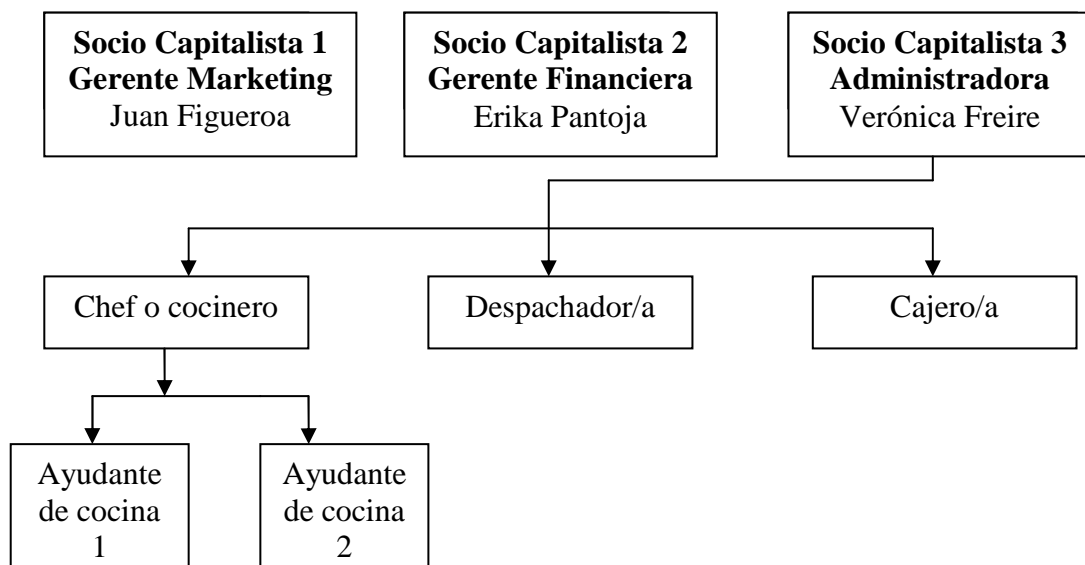 Socio Capitalista 1
Gerente Marketing
Juan Figueroa
Socio Capitalista 2
Gerente Financiera
Erika Pantoja
Socio Capitalista 3
Administradora
Verónica Freire
Chef o cocinero
Despachador/a
Cajero/a
Ayudante
de cocina
1
Ayudante
de cocina
2